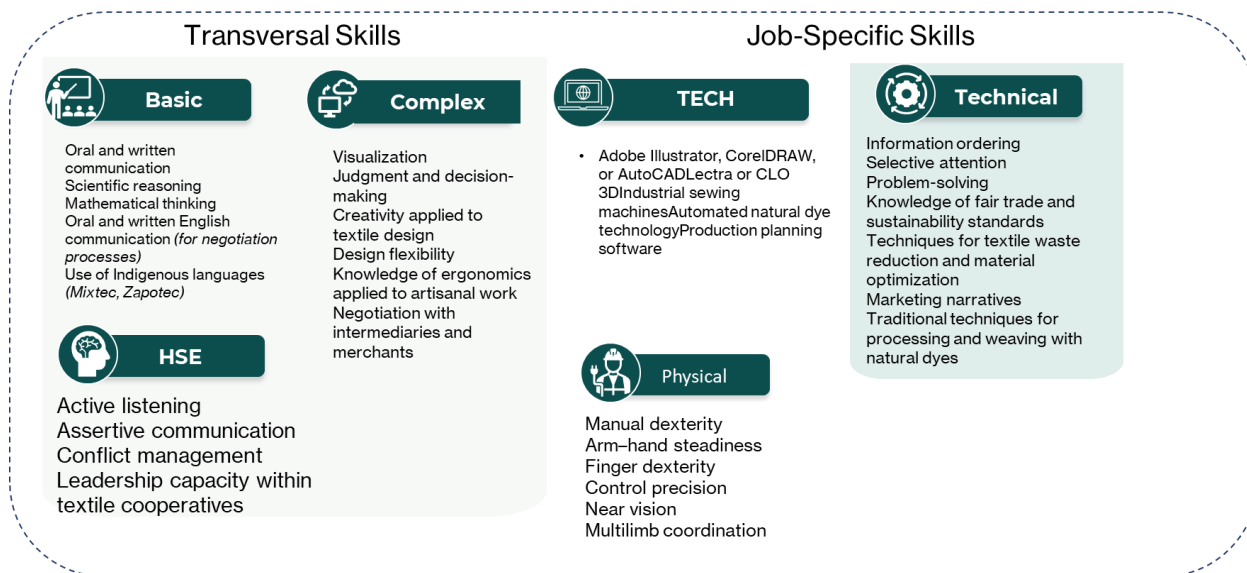 Transversal Skills
Basic
Oral and written
communication
Scientific reasoning
Mathematical thinking
Oral and written English
communication (for negotiation
processes)
Use of Indigenous languages
(Mixtec, Zapotec)
HSE
Active listening
Assertive communication
Conflict management
Leadership capacity within
textile cooperatives
Complex
Visualization
Judgment and decision-
making
Creativity applied to
textile design
Design flexibility
Knowledge of ergonomics
applied to artisanal work
Negotiation with
intermediaries and
merchants
Job-Specific Skills
TECH
• Adobe Illustrator, CorelDRAW,
or AutoCADLectra or CLO
3DIndustrial sewing
machinesAutomated natural dye
technologyProduction planning
software
Physical
Manual dexterity
Arm–hand steadiness
Finger dexterity
Control precision
Near vision
Multilimb coordination
Technical
Information ordering
Selective attention
Problem-solving
Knowledge of fair trade and
sustainability standards
Techniques for textile waste
reduction and material
optimization
Marketing narratives
Traditional techniques for
processing and weaving with
natural dyes